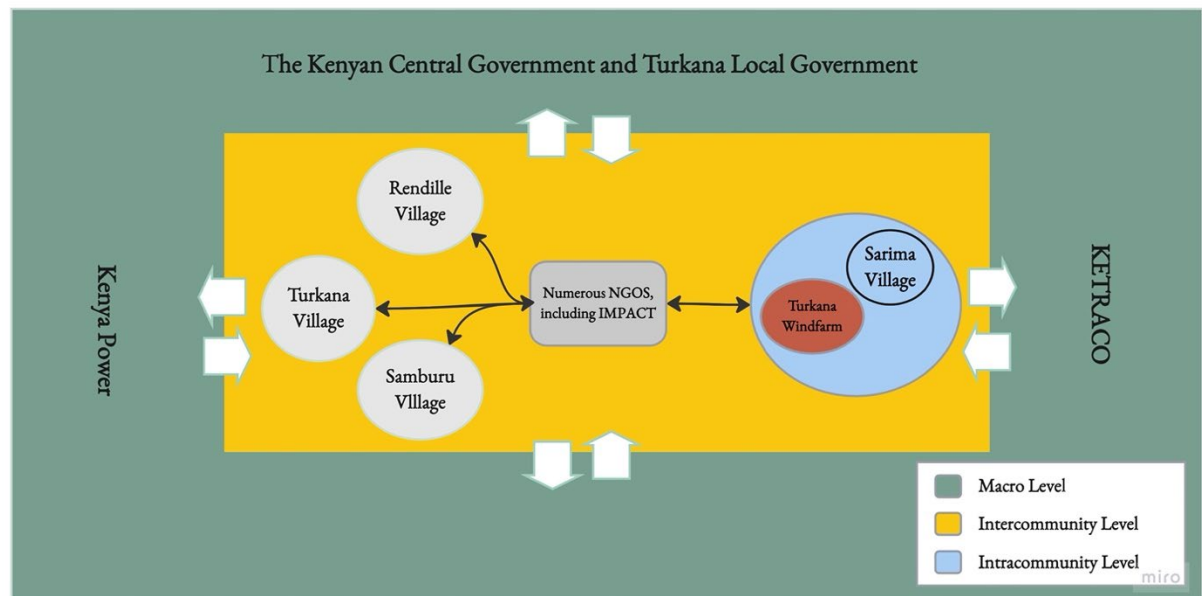 The Kenyan Central Government and Turkana Local Government
Rendille
Village
Turkana
Village
Samburu
VIllage
Numerous NGOS,
including IMPACT
Sarima
Village
Turkana
Windfarm
Kenya Power
KETRACO
Macro Level
Intercommunity Level
Intracommunity Level
miro